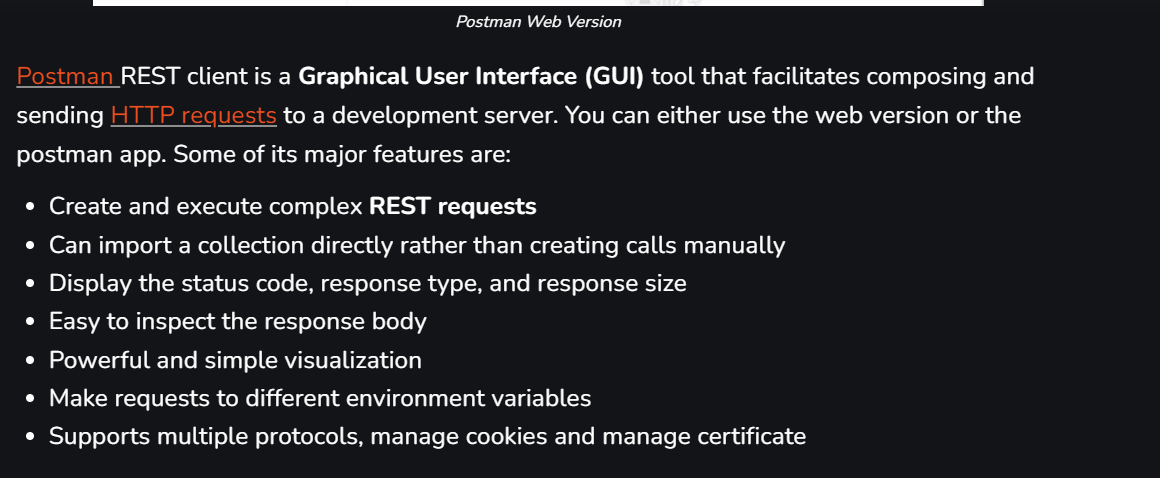 Postman Web Version
Postman REST client is a Graphical User Interface (GUI) tool that facilitates composing and
sending HTTP requests to a development server. You can either use the web version or the
postman app. Some of its major features are:
• Create and execute complex REST requests
• Can import a collection directly rather than creating calls manually
• Display the status code, response type, and response size
• Easy to inspect the response body
• Powerful and simple visualization
• Make requests to different environment variables
• Supports multiple protocols, manage cookies and manage certificate